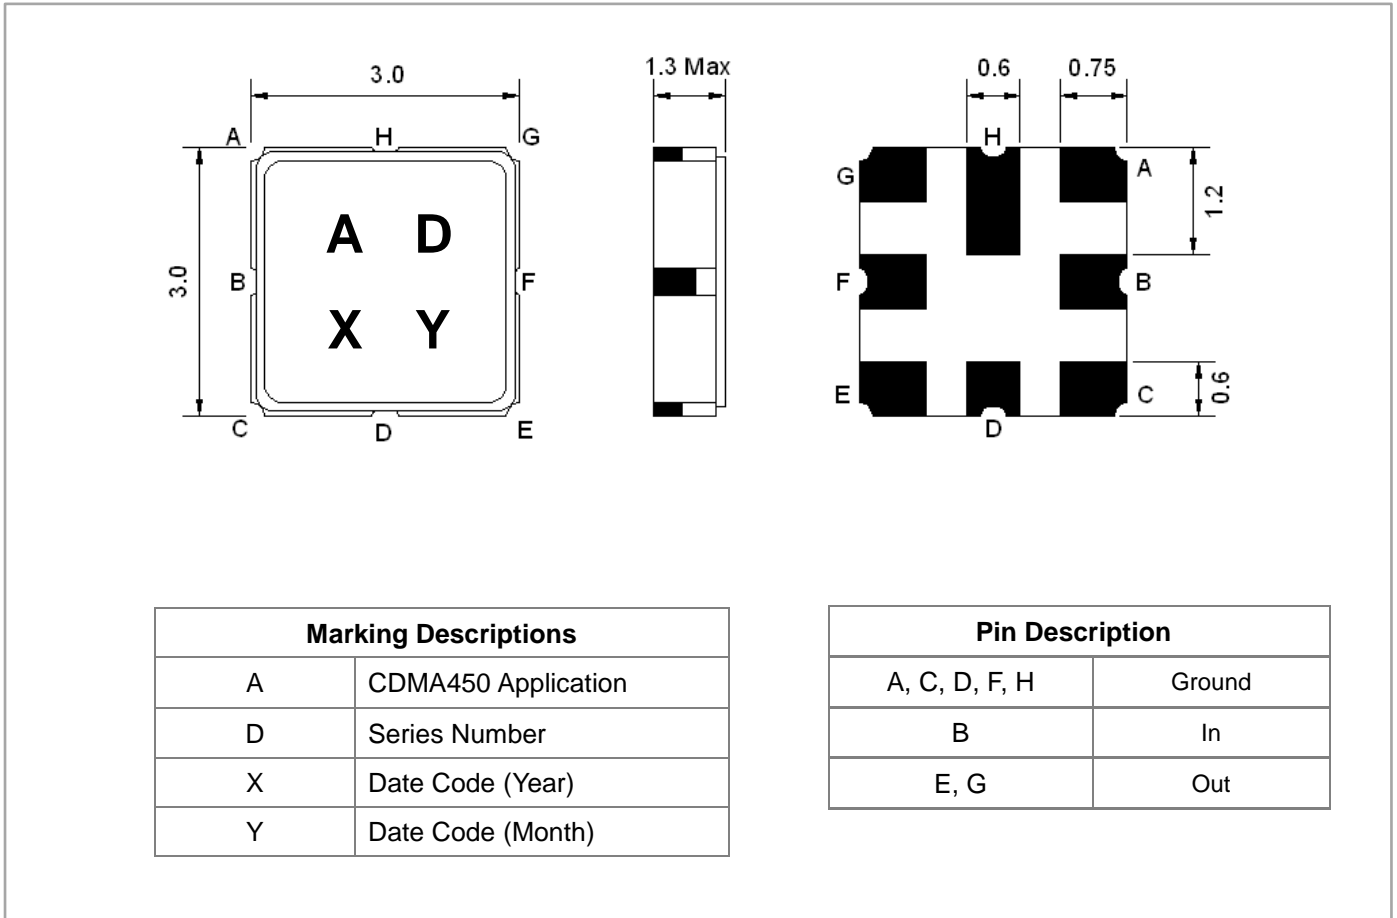 3.0
1.3 Max
0.6 0.75
A H G
H
G A
A D
1.2
3.0
B F
F B
X Y
E C
0.6
C D E
D
Marking Descriptions
A CDMA450 Application
D Series Number
X Date Code (Year)
Y Date Code (Month)
Pin Description
A, C, D, F, H Ground
B In
E, G Out